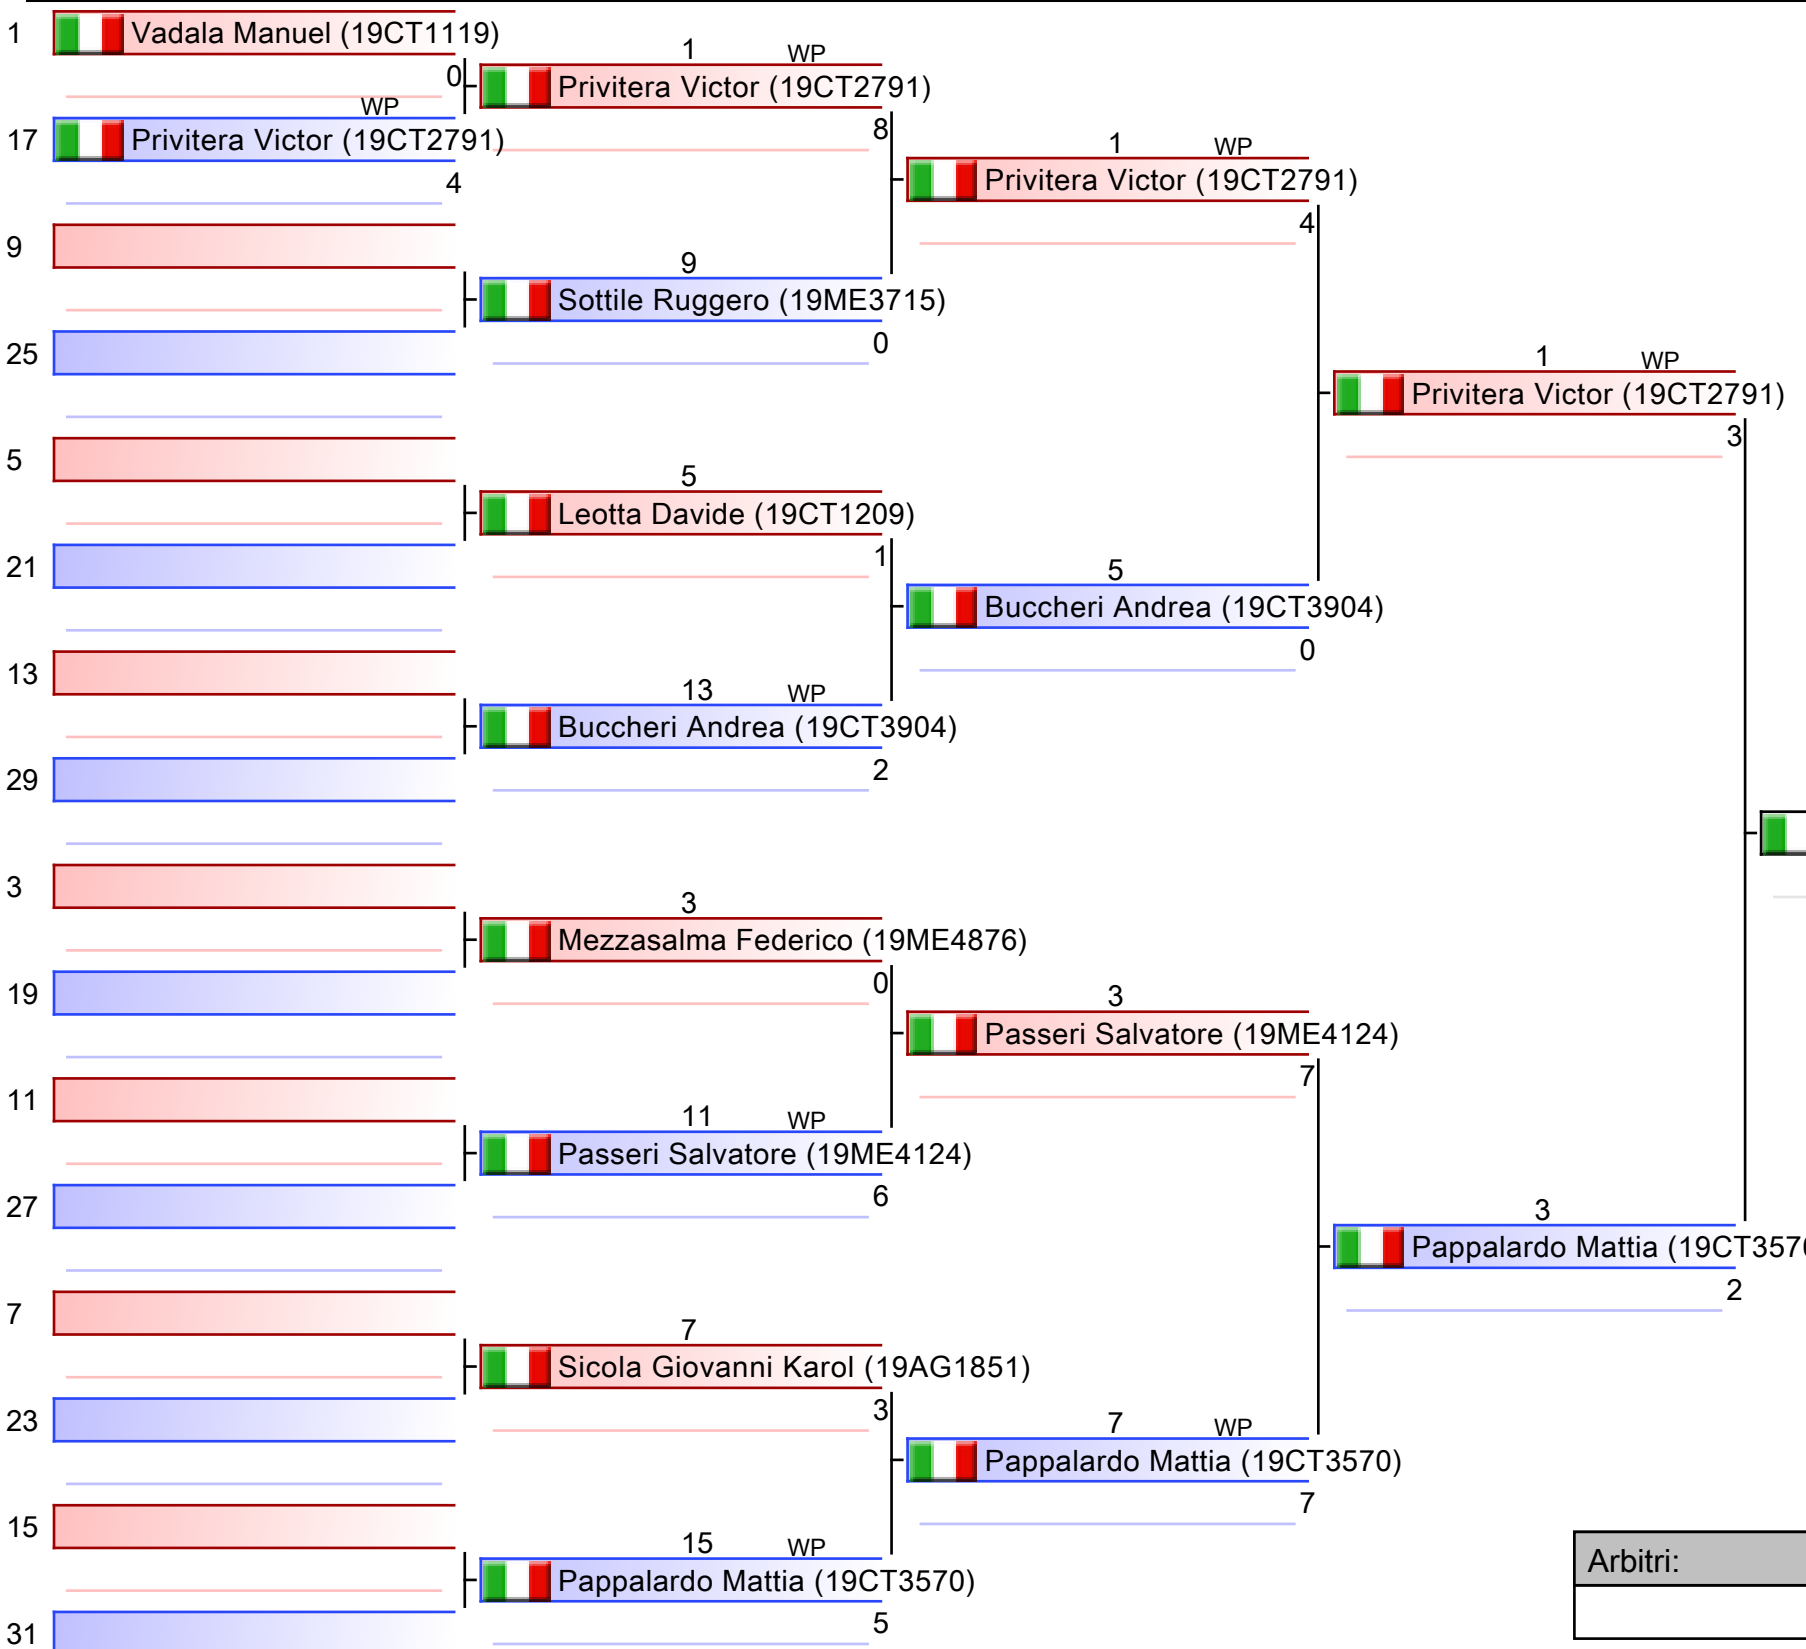 1 Vadala Manuel (19CT1119)
0
WP
17 Privitera Victor (19CT2791)
4
9
25
5
21
13
29
3
19
11
27
7
23
15
31
1 WP
Privitera Victor (19CT2791)
8
9
Sottile Ruggero (19ME3715)
0
5
Leotta Davide (19CT1209)
1
13 WP
Buccheri Andrea (19CT3904)
2
3
Mezzasalma Federico (19ME4876)
0
11 WP
Passeri Salvatore (19ME4124)
6
7
Sicola Giovanni Karol (19AG1851)
3
15 WP
Pappalardo Mattia (19CT3570)
5
1 WP
Privitera Victor (19CT2791)
4
5
Buccheri Andrea (19CT3904)
0
3
Passeri Salvatore (19ME4124)
7
7 WP
Pappalardo Mattia (19CT3570)
7
1 WP
Privitera Victor (19CT2791)
3
3
Pappalardo Mattia (19CT357
2
Arbitri: